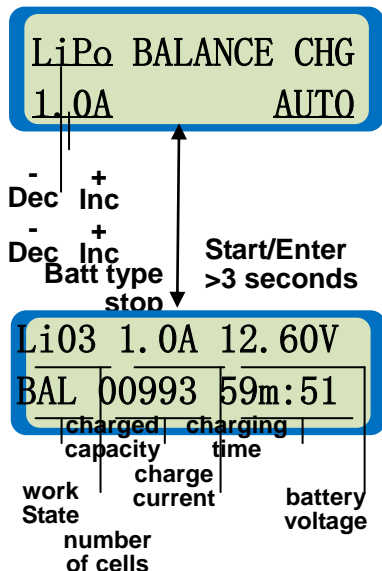 LiPo BALANCE CHG
1.0A AUTO
- +
Dec Inc
- +
Dec Inc
Start/Enter
>3 seconds
Batt type
stop
Li03 1.0A 12.60V
BAL 00993 59m:51
charged capacity
charging time
charge current
work State
battery voltage
number of cells